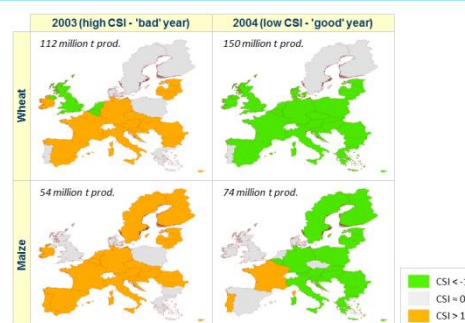 2003 (high CSI - 'bad' year)
2004 (low CSI - 'good' year)
Wheat
112 million t prod.
150 million t prod.
Maize
54 million t prod.
74 million t prod.
CSI < -
CSI ≈ 0
CSI > 1